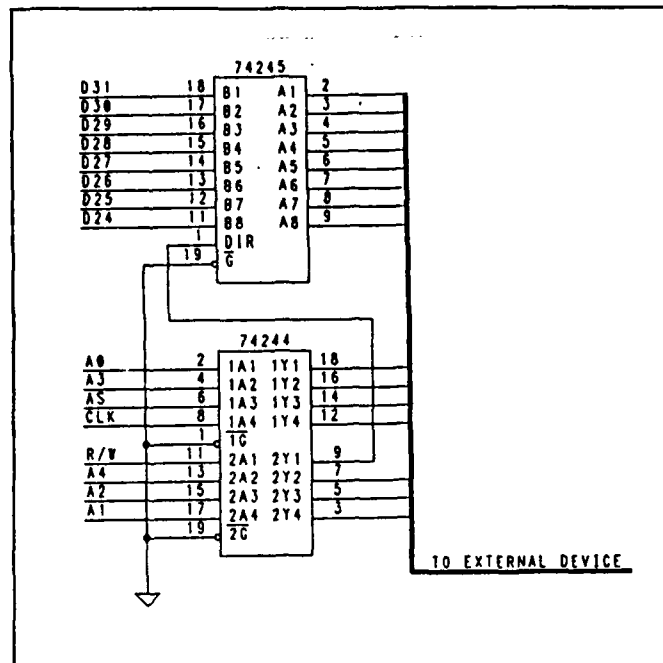 74245
D31 18 B1 A1 2
D30 17 B2 A2 3
D29 16 B3 A3 4
D28 15 B4 A4 5
D27 14 B5 A5 6
D26 13 B6 A6 7
D25 12 B7 A7 8
D24 11 B8 A8 9
1 DIR
19 G
74244
A0 2 1A1 1Y1 18
A3 4 1A2 1Y2 16
AS 6 1A3 1Y3 14
CLK 8 1A4 1Y4 12
1 1G
R/W 11 2A1 2Y1 9
A4 13 2A2 2Y2 7
A2 15 2A3 2Y3 5
A1 17 2A4 2Y4 3
19 2G
TO EXTERNAL DEVICE